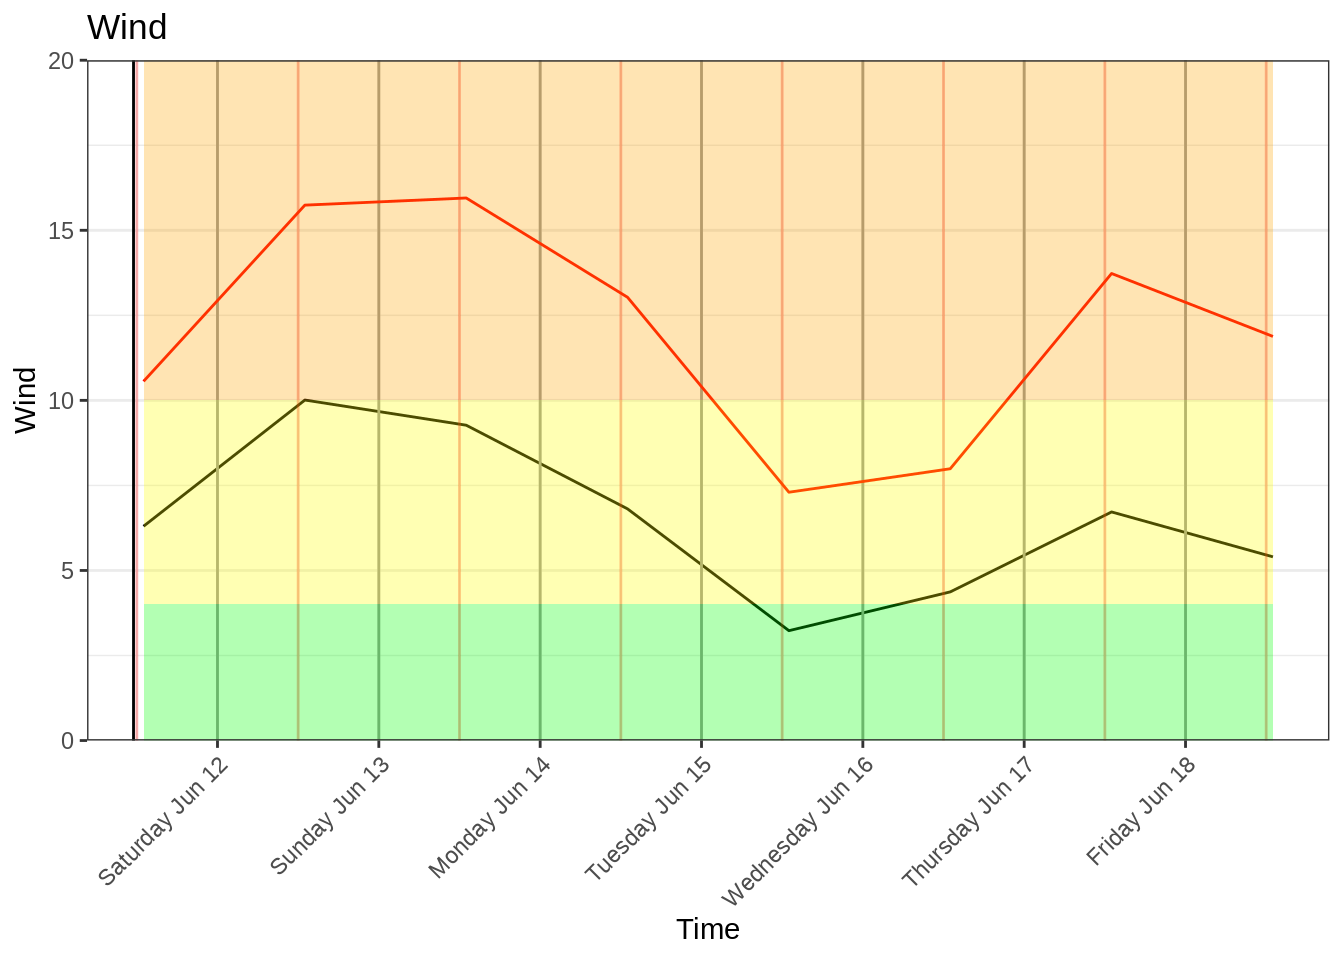 Wind
20
15
10
5
0
Wind
Saturday Jun 12
Sunday Jun 13
Monday Jun 14
Tuesday Jun 15
Wednesday Jun 16
Thursday Jun 17
Friday Jun 18
Time